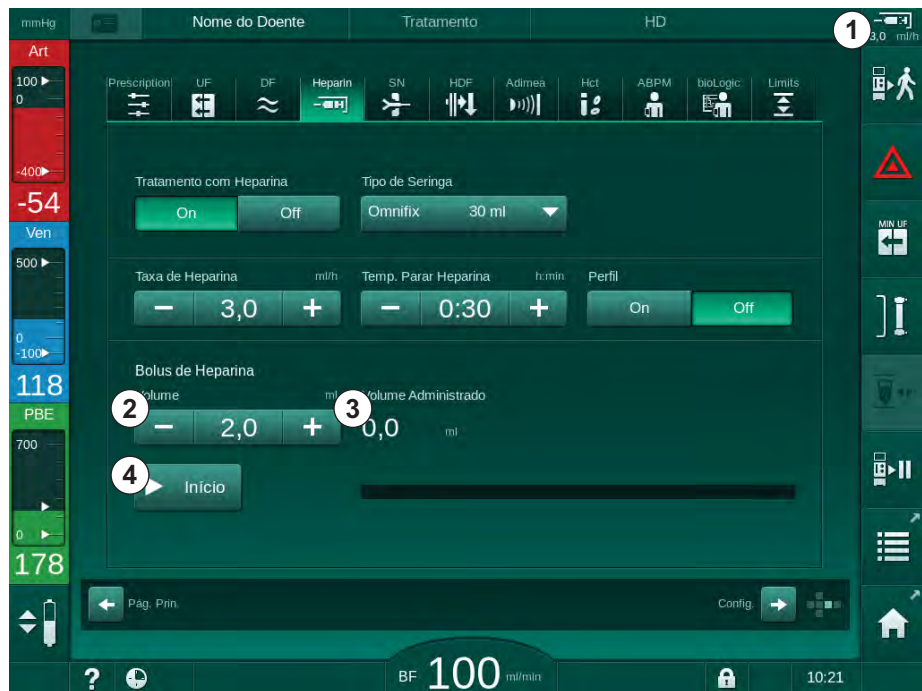 mmHg Nome do Doente Tratamento HD
1
3,0 ml/h
Art
100
0
-400
-54
Ven
500
0
-100
118
PBE
700
0
178
Prescription UF DF Heparin SN HDF Adimea Hct ABPM bioLogic Limits
Tratamento com Heparina Tipo de Seringa
On Off Omnifix 30 ml
Taxa de Heparina ml/h Temp. Parar Heparina h:min Perfil
− 3,0 + − 0:30 + On Off
Bolus de Heparina
Volume ml Volume Administrado
2 − 2,0 + 3 0,0 ml
4 Início
Pág. Prin. Config.
MIN UF
? BF 100 ml/min 10:21